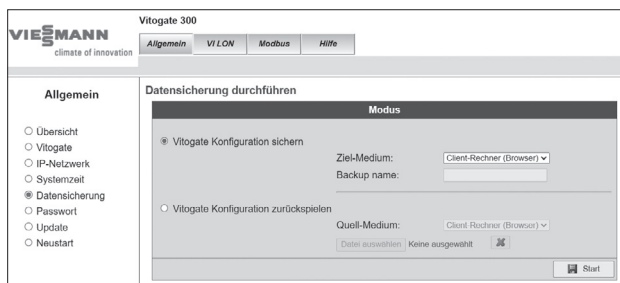 VIESSMANN
climate of innovation
Vitogate 300
Allgemein VI LON Modbus Hilfe
Allgemein
Übersicht
Vitogate
IP-Netzwerk
Systemzeit
Datensicherung
Passwort
Update
Neustart
Datensicherung durchführen
Modus
Vitogate Konfiguration sichern
Ziel-Medium: Client-Rechner (Browser)
Backup name:
Vitogate Konfiguration zurückspielen
Quell-Medium: Client-Rechner (Browser)
Datei auswählen Keine ausgewählt
Start